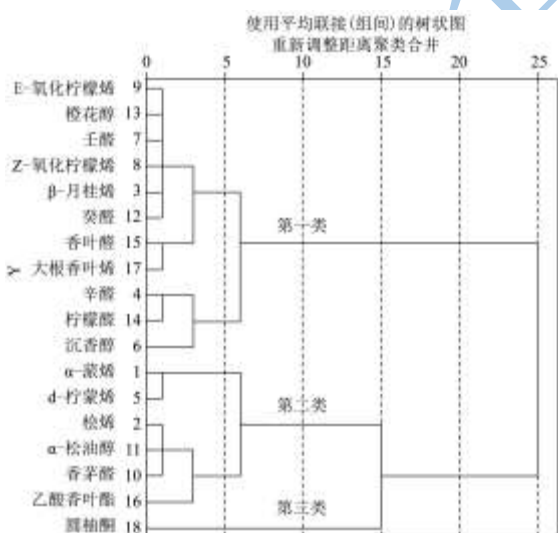 使用平均联接(组间)的树状图
重新调整距离聚类合并
0 5 10 15 20 25
E-氧化柠檬烯 9
橙花醇 13
壬醛 7
Z-氧化柠檬烯 8
β-月桂烯 3
癸醛 12
第一类
香叶醛 15
Y
大根香叶烯 17
辛醛 4
柠檬醛 14
沉香醇 6
α-蒎烯 1
d-柠檬烯 5
第二类
桧烯 2
α-松油醇 11
香茅醛 10
乙酸香叶酯 16
第三类
圆柚酮 18